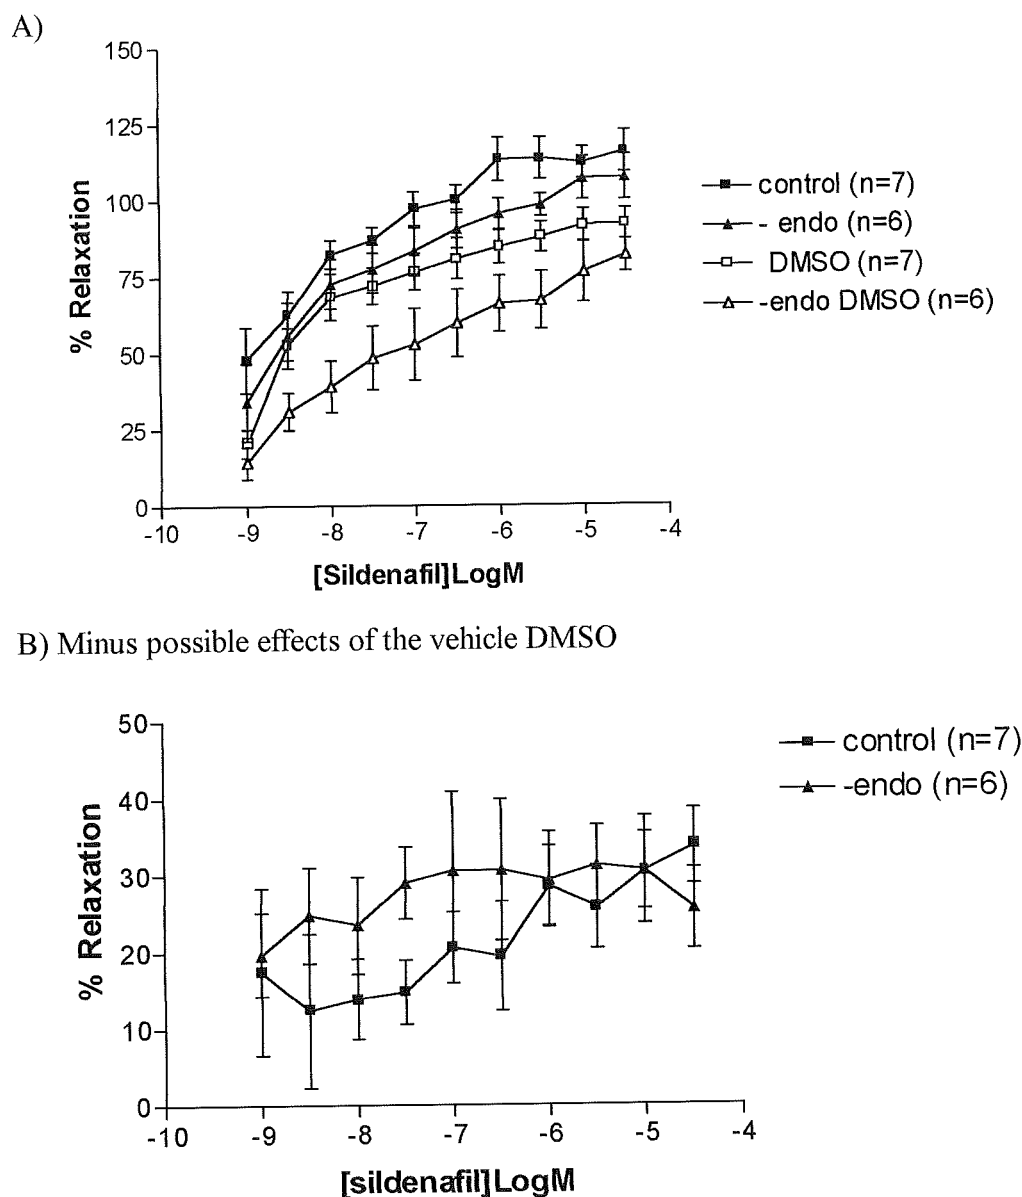 A)
150
125
100
75
50
25
0
% Relaxation
-10 -9 -8 -7 -6 -5 -4
[Sildenafil]LogM
control (n=7)
- endo (n=6)
DMSO (n=7)
-endo DMSO (n=6)
B) Minus possible effects of the vehicle DMSO
50
40
30
20
10
0
% Relaxation
-10 -9 -8 -7 -6 -5 -4
[sildenafil]LogM
control (n=7)
-endo (n=6)